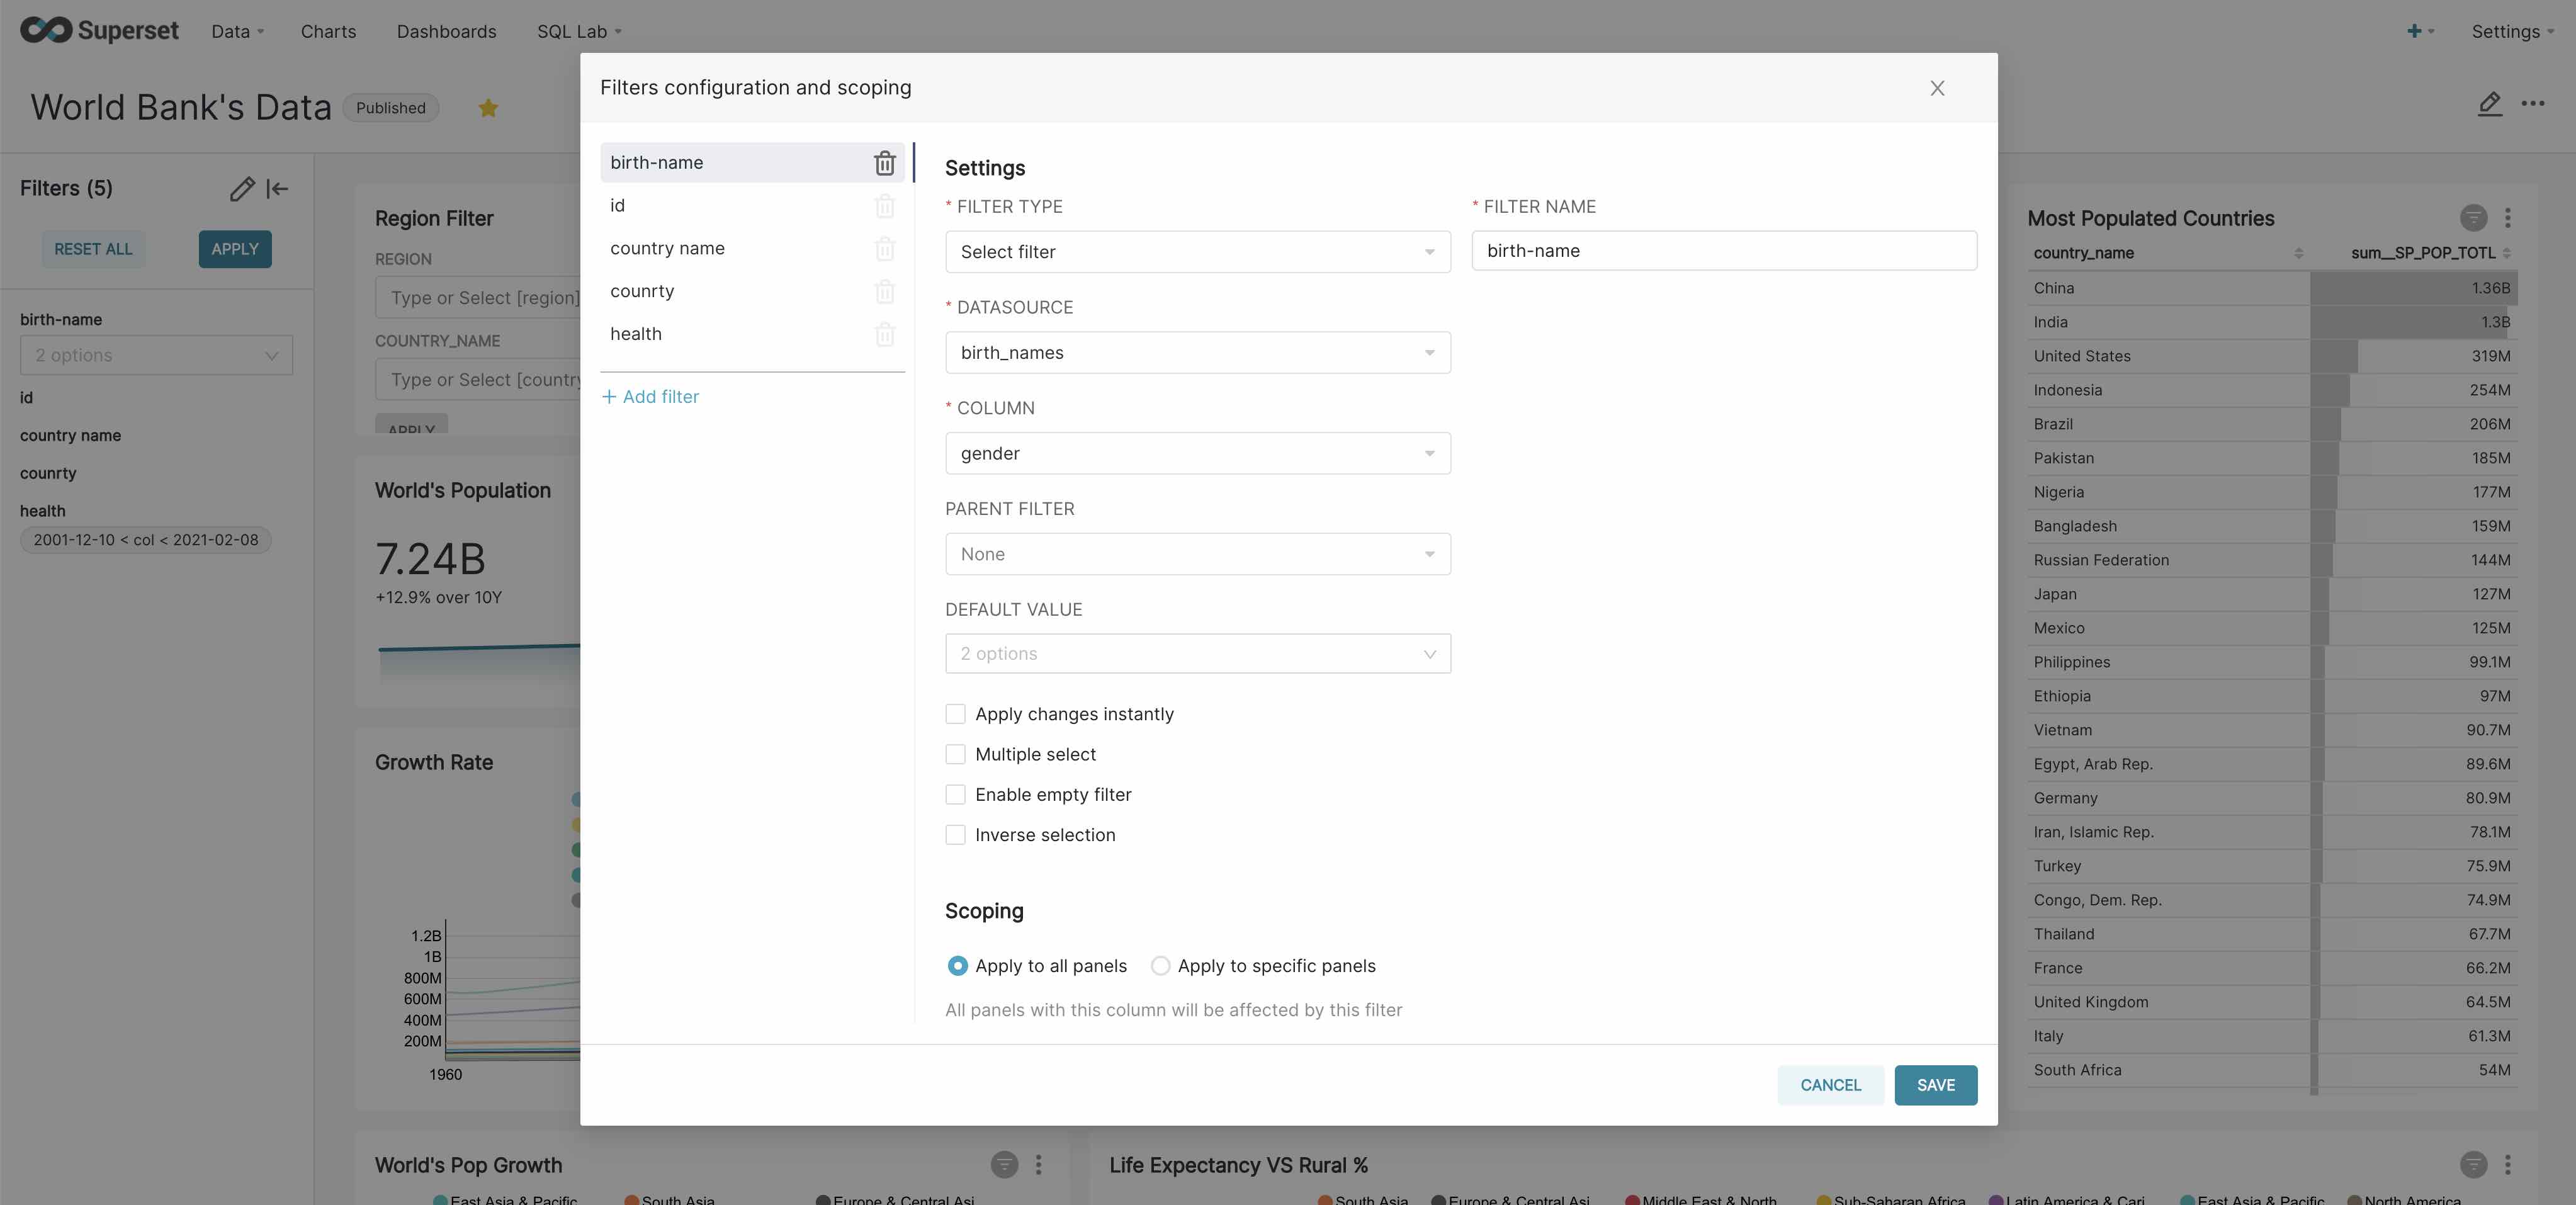 Superset Data Charts Dashboards SQL Lab Settings
World Bank's Data Published
Filters (5)
RESET ALL APPLY
birth-name
2 options
id
country name
counrty
health
2001-12-10 < col < 2021-02-08
Region Filter
REGION
Type or Select [region]
COUNTRY_NAME
Type or Select [country
APPLY
World's Population
7.24B
+12.9% over 10Y
Growth Rate
1.2B
1B
800M
600M
400M
200M
1960
Filters configuration and scoping
birth-name
id
country name
counrty
health
+ Add filter
Settings
* FILTER TYPE
Select filter
* FILTER NAME
birth-name
* DATASOURCE
birth_names
* COLUMN
gender
PARENT FILTER
None
DEFAULT VALUE
2 options
Apply changes instantly
Multiple select
Enable empty filter
Inverse selection
Scoping
Apply to all panels Apply to specific panels
All panels with this column will be affected by this filter
CANCEL SAVE
Most Populated Countries
country_name sum__SP_POP_TOTL
China 1.36B
India 1.3B
United States 319M
Indonesia 254M
Brazil 206M
Pakistan 185M
Nigeria 177M
Bangladesh 159M
Russian Federation 144M
Japan 127M
Mexico 125M
Philippines 99.1M
Ethiopia 97M
Vietnam 90.7M
Egypt, Arab Rep. 89.6M
Germany 80.9M
Iran, Islamic Rep. 78.1M
Turkey 75.9M
Congo, Dem. Rep. 74.9M
Thailand 67.7M
France 66.2M
United Kingdom 64.5M
Italy 61.3M
South Africa 54M
World's Pop Growth
East Asia & Pacific South Asia Europe & Central Asi
Life Expectancy VS Rural %
South Asia Europe & Central Asi Middle East & North Sub-Saharan Africa Latin America & Cari East Asia & Pacific North America